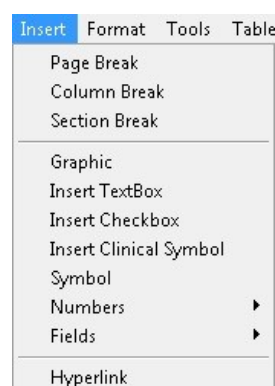 Insert Format Tools Table
Page Break
Column Break
Section Break
Graphic
Insert TextBox
Insert Checkbox
Insert Clinical Symbol
Symbol
Numbers
Fields
Hyperlink